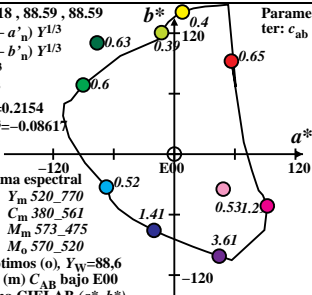 18 , 88.59 , 88.59
b*
Parame
– a'n) Y1/3
0.4
ter: cab
– b'n) Y1/3
0.63
0.39
120
0.65
0.6
=0.2154
*=–0.08617
a*
–120
E00
120
ma espectral
0.52
Ym 520_770
0.53
1.2
Cm 380_561
1.41
Mm 573_475
Mo 570_520
3.61
timos (o), YW=88,6
(m) CAB bajo E00
–120